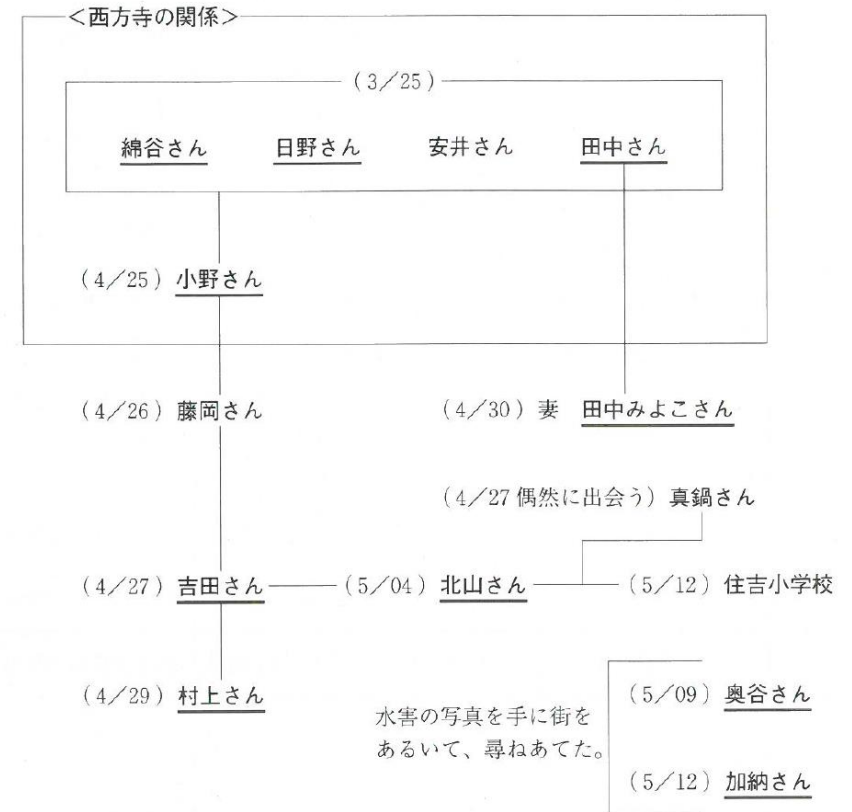 ＜西方寺の関係＞
(3／25)
綿谷さん 日野さん 安井さん 田中さん
(4／25) 小野さん
(4／26) 藤岡さん (4／30) 妻 田中みよこさん
(4／27 偶然に出会う) 真鍋さん
(4／27) 吉田さん (5／04) 北山さん (5／12) 住吉小学校
(4／29) 村上さん (5／09) 奥谷さん
水害の写真を手に街を
あるいて、尋ねあてた。
(5／12) 加納さん